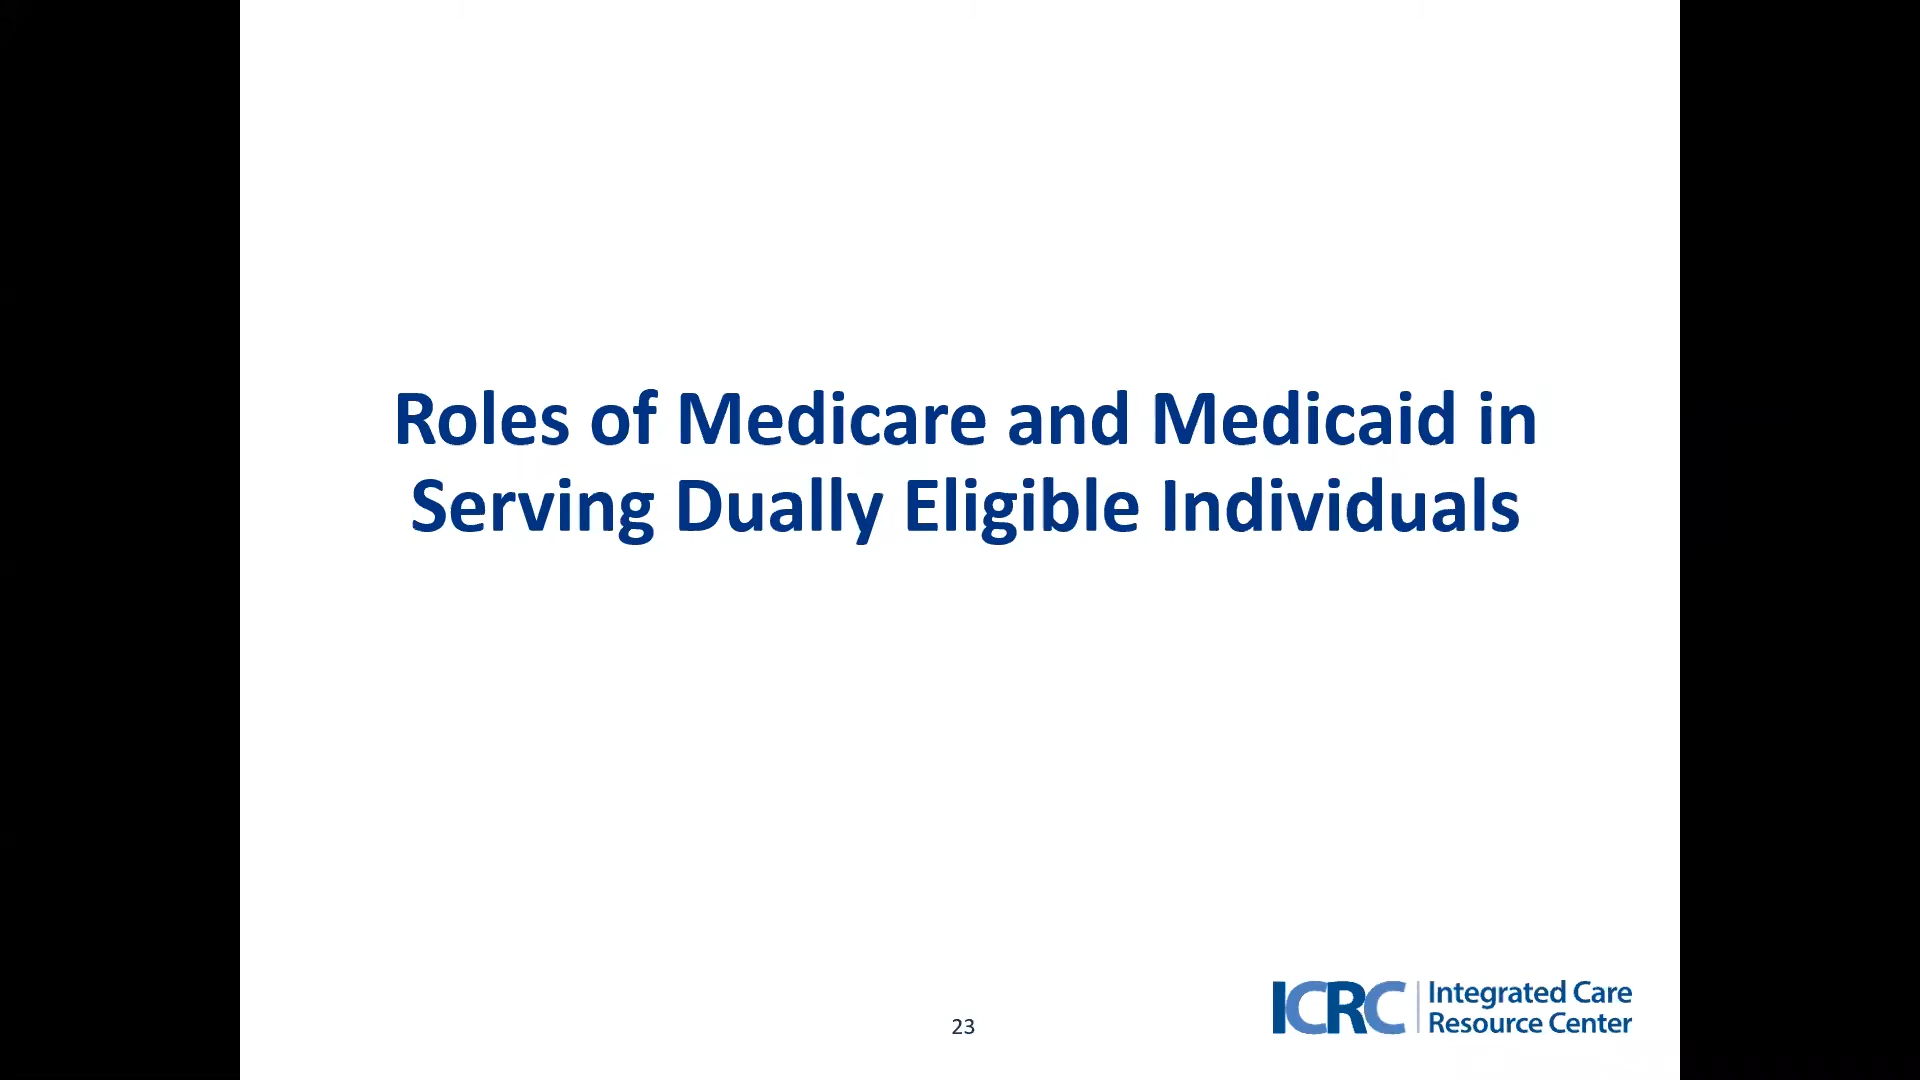 Roles of Medicare and Medicaid in
Serving Dually Eligible Individuals
23
ICRC
Integrated Care
Resource Center